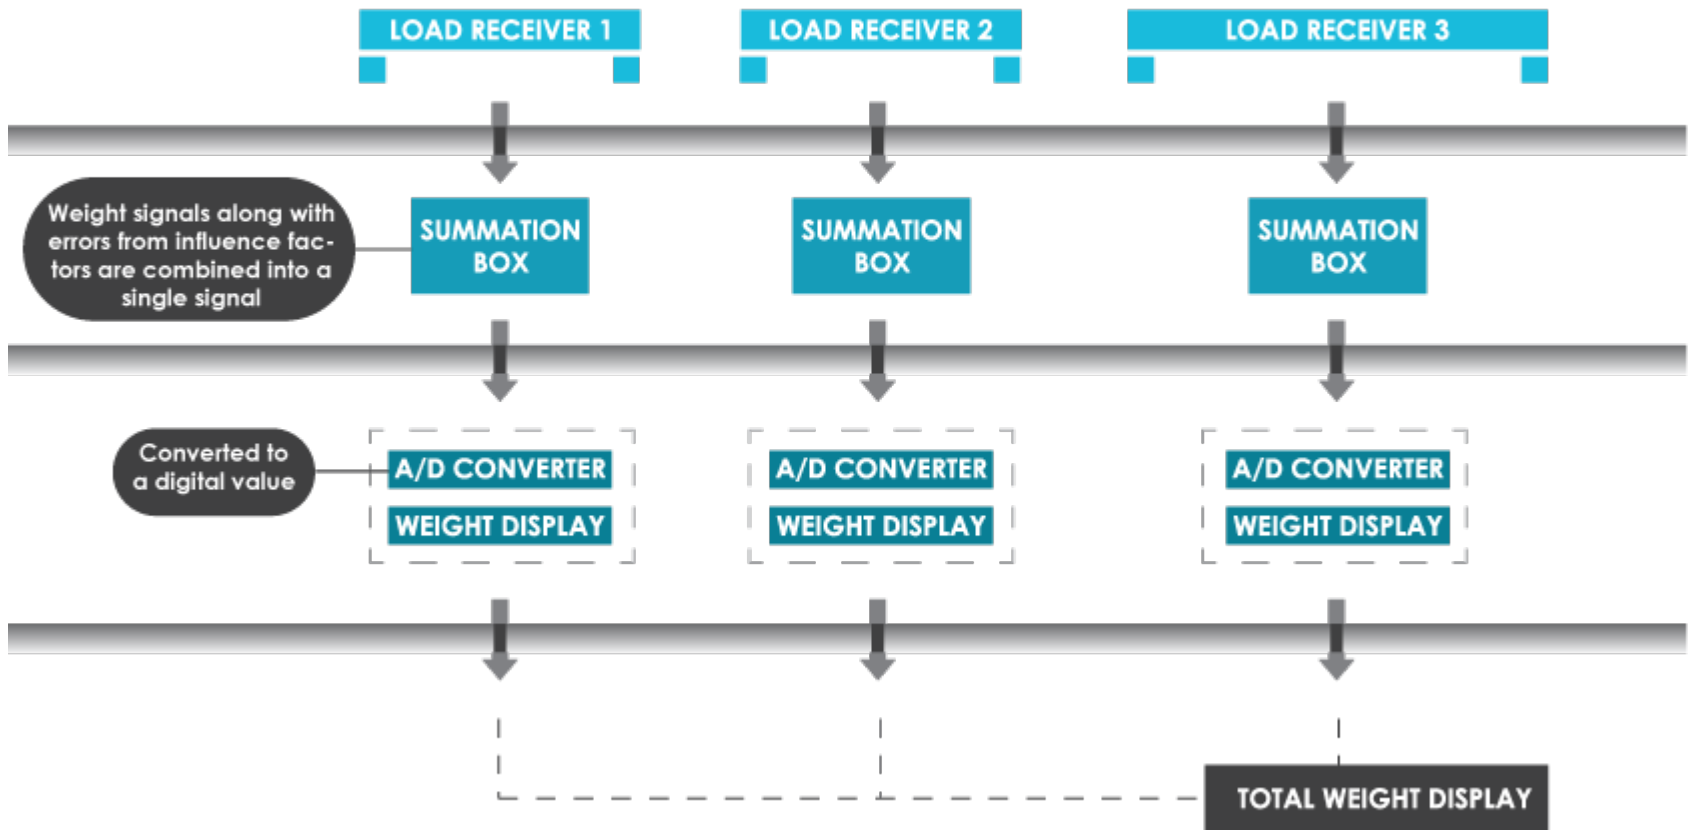 LOAD RECEIVER 1
LOAD RECEIVER 2
LOAD RECEIVER 3
Weight signals along with
errors from influence fac-
tors are combined into a
single signal
SUMMATION
BOX
SUMMATION
BOX
SUMMATION
BOX
Converted to
a digital value
A/D CONVERTER
WEIGHT DISPLAY
A/D CONVERTER
WEIGHT DISPLAY
A/D CONVERTER
WEIGHT DISPLAY
TOTAL WEIGHT DISPLAY